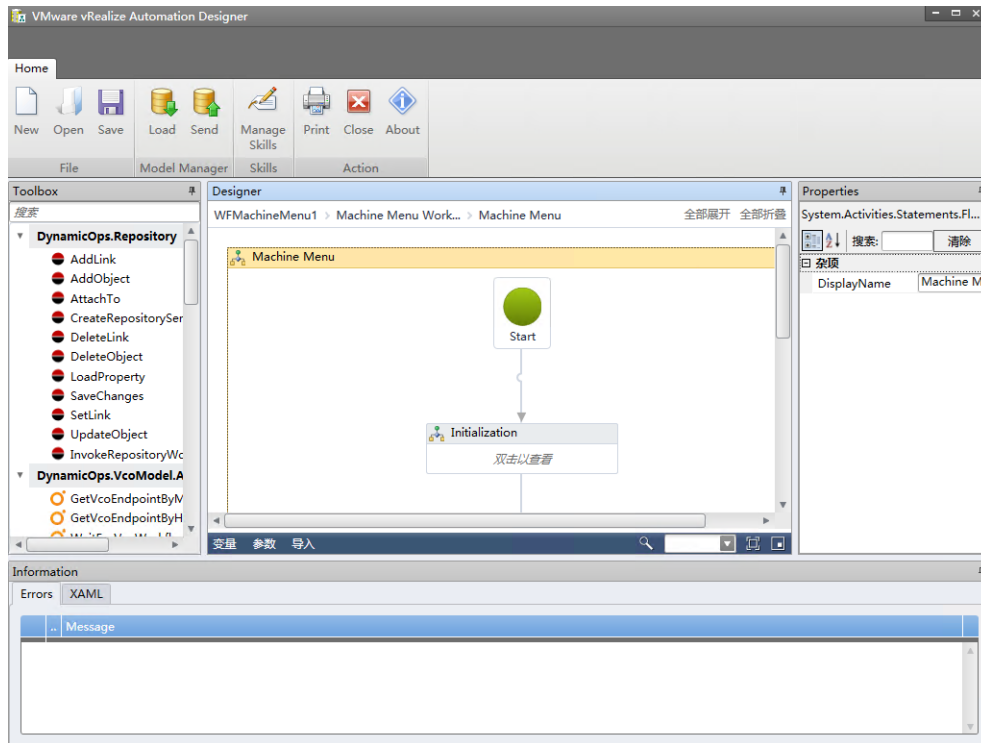 VMware vRealize Automation Designer
Home
New Open Save Load Send Manage Skills Print Close About
File Model Manager Skills Action
Toolbox
搜索
DynamicOps.Repository
AddLink
AddObject
AttachTo
CreateRepositorySer
DeleteLink
DeleteObject
LoadProperty
SaveChanges
SetLink
UpdateObject
InvokeRepositoryWo
DynamicOps.VcoModel.A
GetVcoEndpointByM
GetVcoEndpointByH
Designer
WFMachineMenu1 > Machine Menu Work... > Machine Menu 全部展开 全部折叠
Machine Menu
Start
Initialization
双击以查看
变量 参数 导入
Properties
System.Activities.Statements.Fl...
搜索: 清除
杂项
DisplayName Machine M
Information
Errors XAML
.. Message